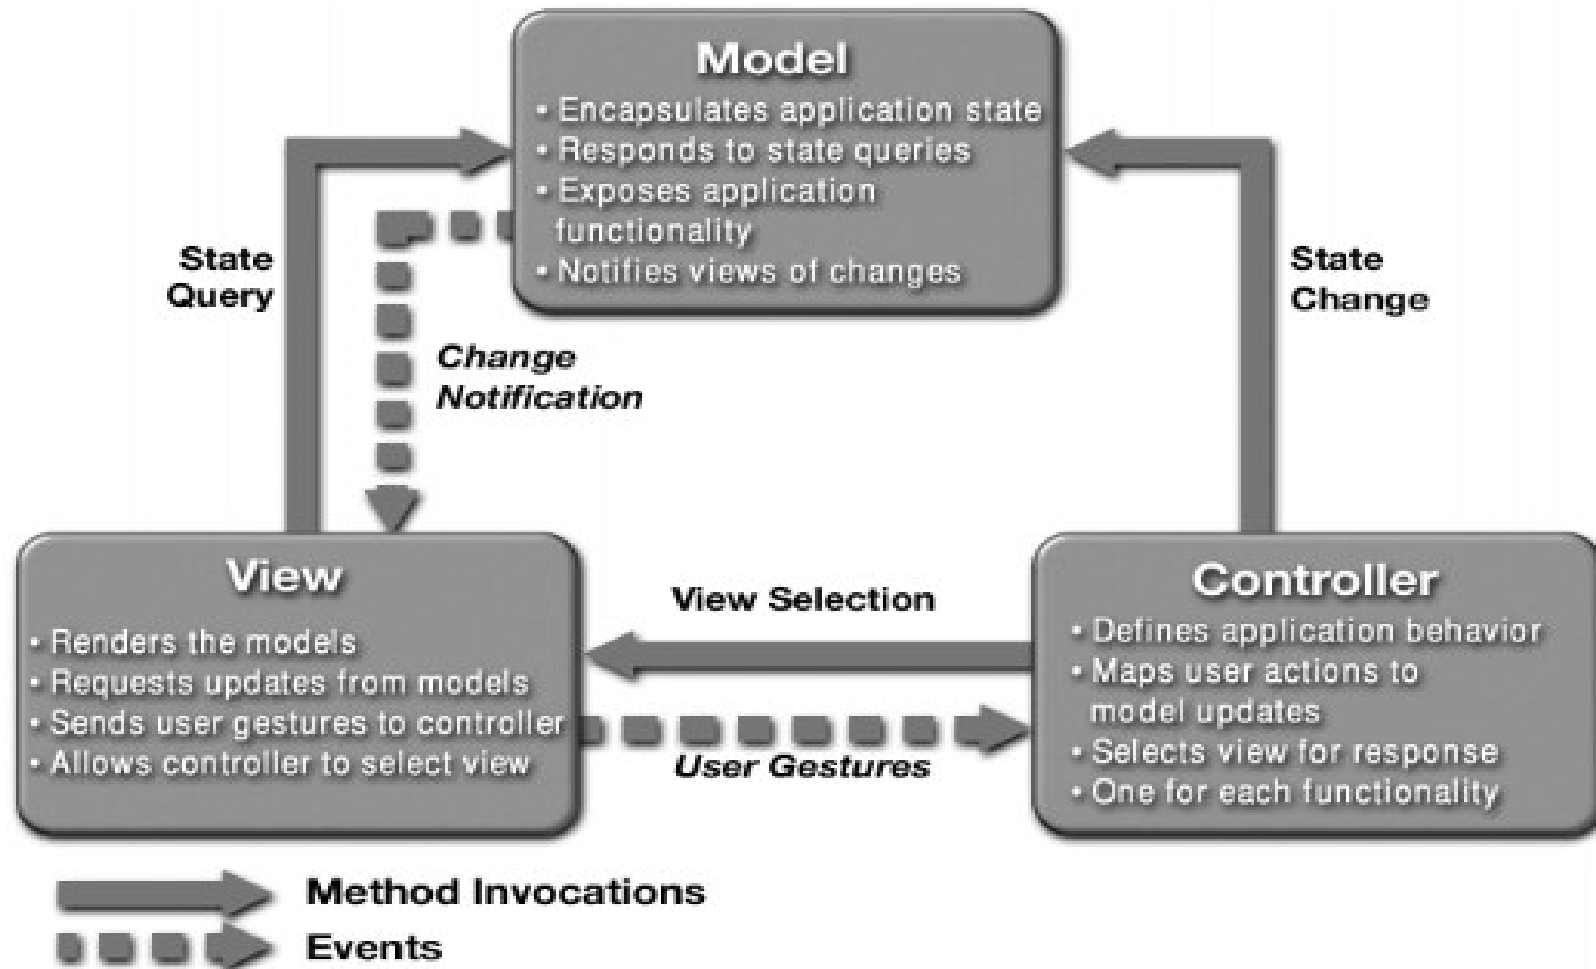 Model
• Encapsulates application state
• Responds to state queries
• Exposes application
functionality
• Notifies views of changes
State
Query
Change
Notification
State
Change
View
• Renders the models
• Requests updates from models
• Sends user gestures to controller
• Allows controller to select view
View Selection
User Gestures
Controller
• Defines application behavior
• Maps user actions to
model updates
• Selects view for response
• One for each functionality
Method Invocations
Events